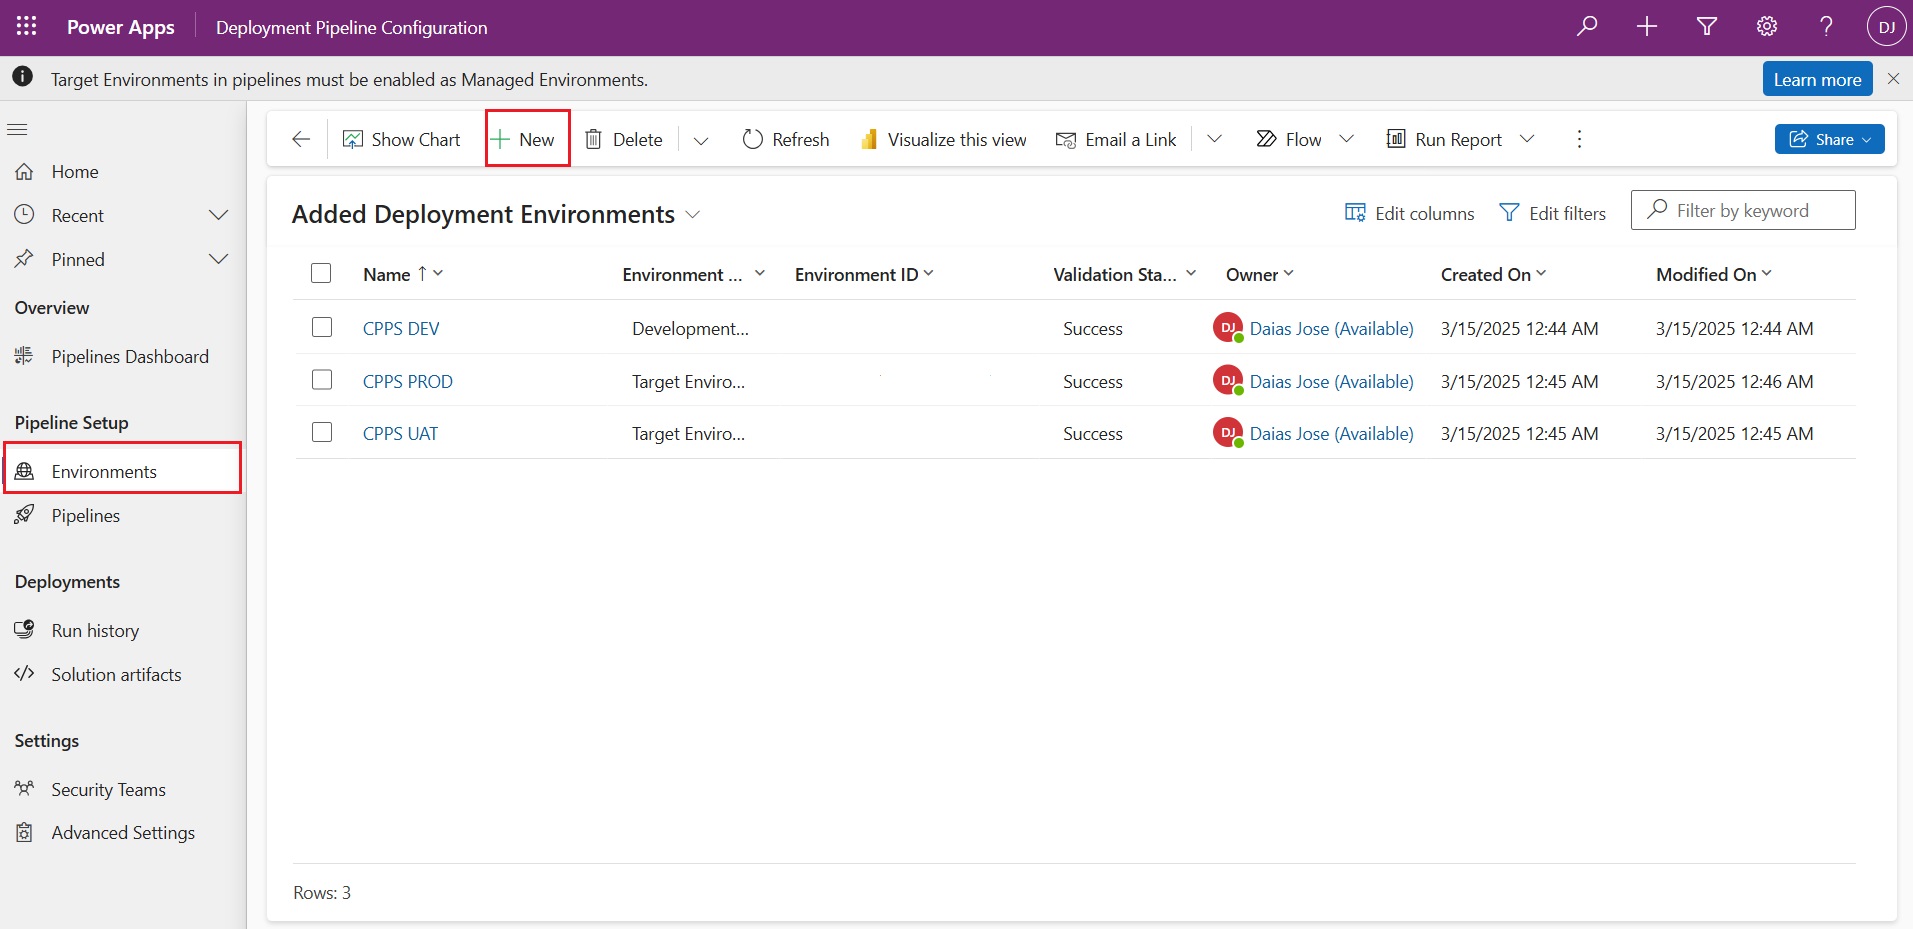 Power Apps Deployment Pipeline Configuration DJ
Target Environments in pipelines must be enabled as Managed Environments. Learn more
Show Chart New Delete Refresh Visualize this view Email a Link Flow Run Report Share
Home
Recent
Pinned
Overview
Pipelines Dashboard
Pipeline Setup
Environments
Pipelines
Deployments
Run history
Solution artifacts
Settings
Security Teams
Advanced Settings
Added Deployment Environments Edit columns Edit filters Filter by keyword
Name Environment ... Environment ID Validation Sta... Owner Created On Modified On
CPPS DEV Development... Success DJ Daias Jose (Available) 3/15/2025 12:44 AM 3/15/2025 12:44 AM
CPPS PROD Target Enviro... Success DJ Daias Jose (Available) 3/15/2025 12:45 AM 3/15/2025 12:46 AM
CPPS UAT Target Enviro... Success DJ Daias Jose (Available) 3/15/2025 12:45 AM 3/15/2025 12:45 AM
Rows: 3